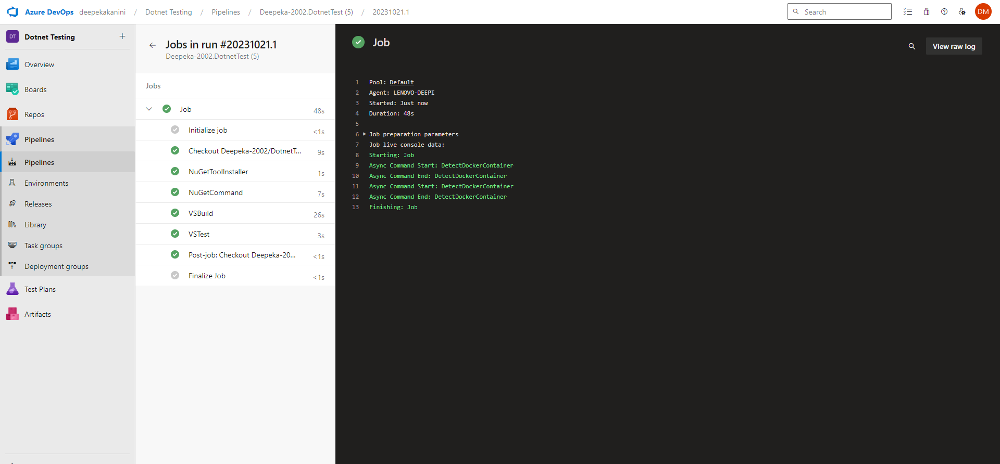 Azure DevOps deepekakanini / Dotnet Testing / Pipelines / Deepeka-2002.DotnetTest (5) / 20231021.1
Search
DM
DT Dotnet Testing +
Overview
Boards
Repos
Pipelines
Pipelines
Environments
Releases
Library
Task groups
Deployment groups
Test Plans
Artifacts
Jobs in run #20231021.1
Deepeka-2002.DotnetTest (5)
Jobs
Job 48s
Initialize job <1s
Checkout Deepeka-2002/DotnetT... 9s
NuGetToolInstaller 1s
NuGetCommand 7s
VSBuild 26s
VSTest 3s
Post-job: Checkout Deepeka-20... <1s
Finalize Job <1s
Job
View raw log
1 Pool: Default
2 Agent: LENOVO-DEEPI
3 Started: Just now
4 Duration: 48s
5
6 Job preparation parameters
7 Job live console data:
8 Starting: Job
9 Async Command Start: DetectDockerContainer
10 Async Command End: DetectDockerContainer
11 Async Command Start: DetectDockerContainer
12 Async Command End: DetectDockerContainer
13 Finishing: Job